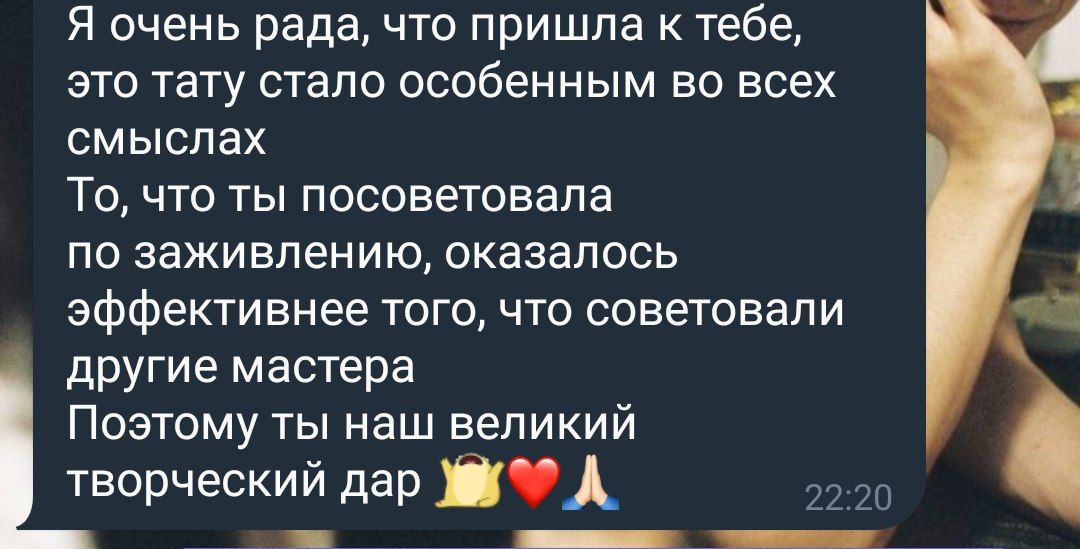 Я очень рада, что пришла к тебе,
это тату стало особенным во всех
смыслах
То, что ты посоветовала
по заживлению, оказалось
эффективнее того, что советовали
другие мастера
Поэтому ты наш великий
творческий дар ❤️🙏🏻
22:20